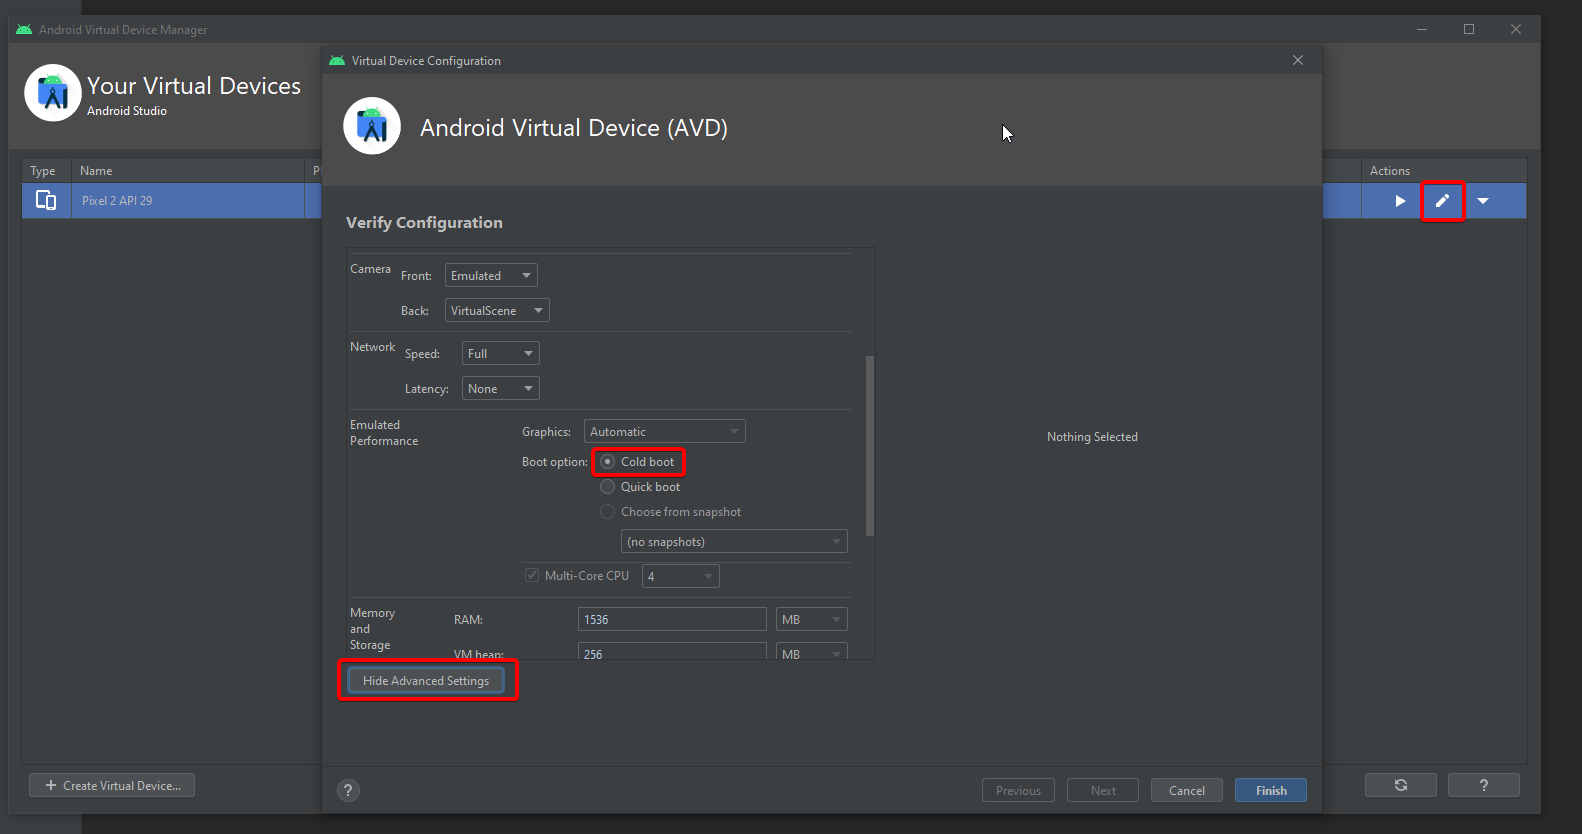 Android Virtual Device Manager
Your Virtual Devices
Android Studio
Type Name Actions
Pixel 2 API 29
Create Virtual Device...
?
Virtual Device Configuration
Android Virtual Device (AVD)
Verify Configuration
Camera Front: Emulated
Back: VirtualScene
Network Speed: Full
Latency: None
Emulated
Performance
Graphics: Automatic
Boot option: Cold boot
Quick boot
Choose from snapshot
(no snapshots)
Multi-Core CPU 4
Memory
and
Storage
RAM: 1536 MB
VM heap: 256 MB
Hide Advanced Settings
Nothing Selected
?
Previous Next Cancel Finish